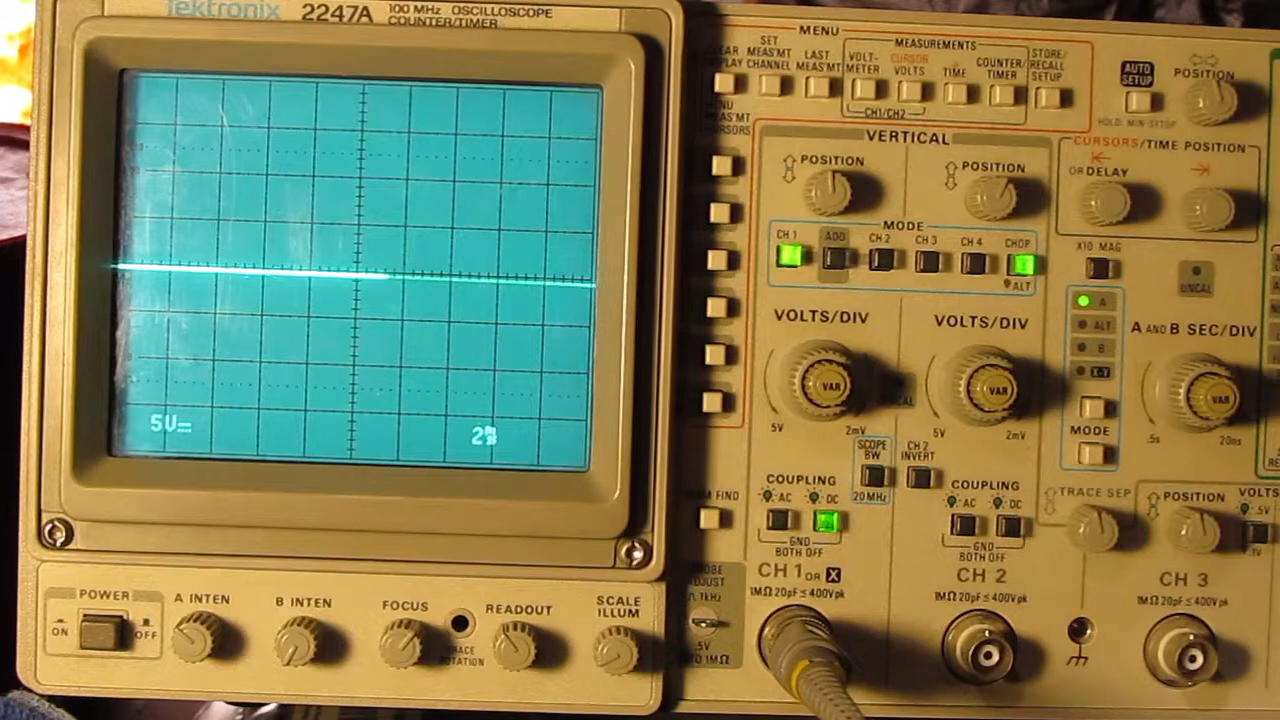 Tektronix 2247A 100 MHz OSCILLOSCOPE
COUNTER/TIMER
MENU
SET
MEAS'MT
CHANNEL
LAST
MEAS'MT
MEASUREMENTS
VOLT-
METER
CURSOR
VOLTS
TIME
COUNTER/
TIMER
CH1/CH2
STORE/
RECALL
SETUP
AUTO
SETUP
POSITION
VERTICAL
POSITION
POSITION
CURSORS/TIME POSITION
OR DELAY
MODE
CH 1
ADD
CH 2
CH 3
CH 4
CHOP
ALT
X10 MAG
UNCAL
A
ALT
B
X-Y
MODE
A AND B SEC/DIV
VAR
.5s
20ns
VOLTS/DIV
VAR
5V
2mV
VOLTS/DIV
VAR
5V
2mV
SCOPE
BW
20 MHz
CH 2
INVERT
COUPLING
AC
DC
GND
BOTH OFF
COUPLING
AC
DC
GND
BOTH OFF
TRACE SEP
POSITION
VOLTS
.5V
.1V
CH 1 OR X
1MΩ 20pF ≤ 400V pk
CH 2
1MΩ 20pF ≤ 400V pk
CH 3
1MΩ 20pF ≤ 400V pk
5V
POWER
ON
OFF
A INTEN
B INTEN
FOCUS
TRACE
ROTATION
READOUT
SCALE
ILLUM